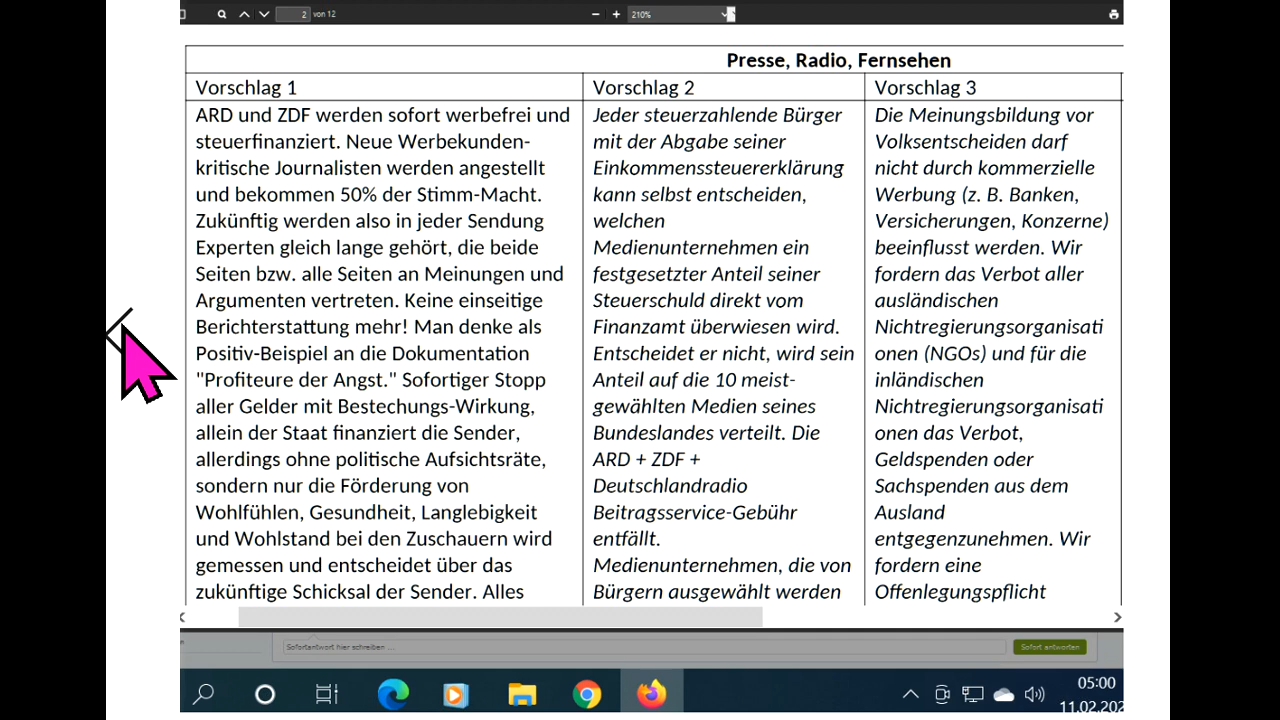 2 von 12
210%
Presse, Radio, Fernsehen
Vorschlag 1
ARD und ZDF werden sofort werbefrei und
steuerfinanziert. Neue Werbekunden-
kritische Journalisten werden angestellt
und bekommen 50% der Stimm-Macht.
Zukünftig werden also in jeder Sendung
Experten gleich lange gehört, die beide
Seiten bzw. alle Seiten an Meinungen und
Argumenten vertreten. Keine einseitige
Berichterstattung mehr! Man denke als
Positiv-Beispiel an die Dokumentation
"Profiteure der Angst." Sofortiger Stopp
aller Gelder mit Bestechungs-Wirkung,
allein der Staat finanziert die Sender,
allerdings ohne politische Aufsichtsräte,
sondern nur die Förderung von
Wohlfühlen, Gesundheit, Langlebigkeit
und Wohlstand bei den Zuschauern wird
gemessen und entscheidet über das
zukünftige Schicksal der Sender. Alles
Vorschlag 2
Jeder steuerzahlende Bürger
mit der Abgabe seiner
Einkommenssteuererklärung
kann selbst entscheiden,
welchen
Medienunternehmen ein
festgesetzter Anteil seiner
Steuerschuld direkt vom
Finanzamt überwiesen wird.
Entscheidet er nicht, wird sein
Anteil auf die 10 meist-
gewählten Medien seines
Bundeslandes verteilt. Die
ARD + ZDF +
Deutschlandradio
Beitragsservice-Gebühr
entfällt.
Medienunternehmen, die von
Bürgern ausgewählt werden
Vorschlag 3
Die Meinungsbildung vor
Volksentscheiden darf
nicht durch kommerzielle
Werbung (z. B. Banken,
Versicherungen, Konzerne)
beeinflusst werden. Wir
fordern das Verbot aller
ausländischen
Nichtregierungsorganisati
onen (NGOs) und für die
inländischen
Nichtregierungsorganisati
onen das Verbot,
Geldspenden oder
Sachspenden aus dem
Ausland
entgegenzunehmen. Wir
fordern eine
Offenlegungspflicht
Sofortantwort hier schreiben ...
Sofort antworten
05:00
11.02.202